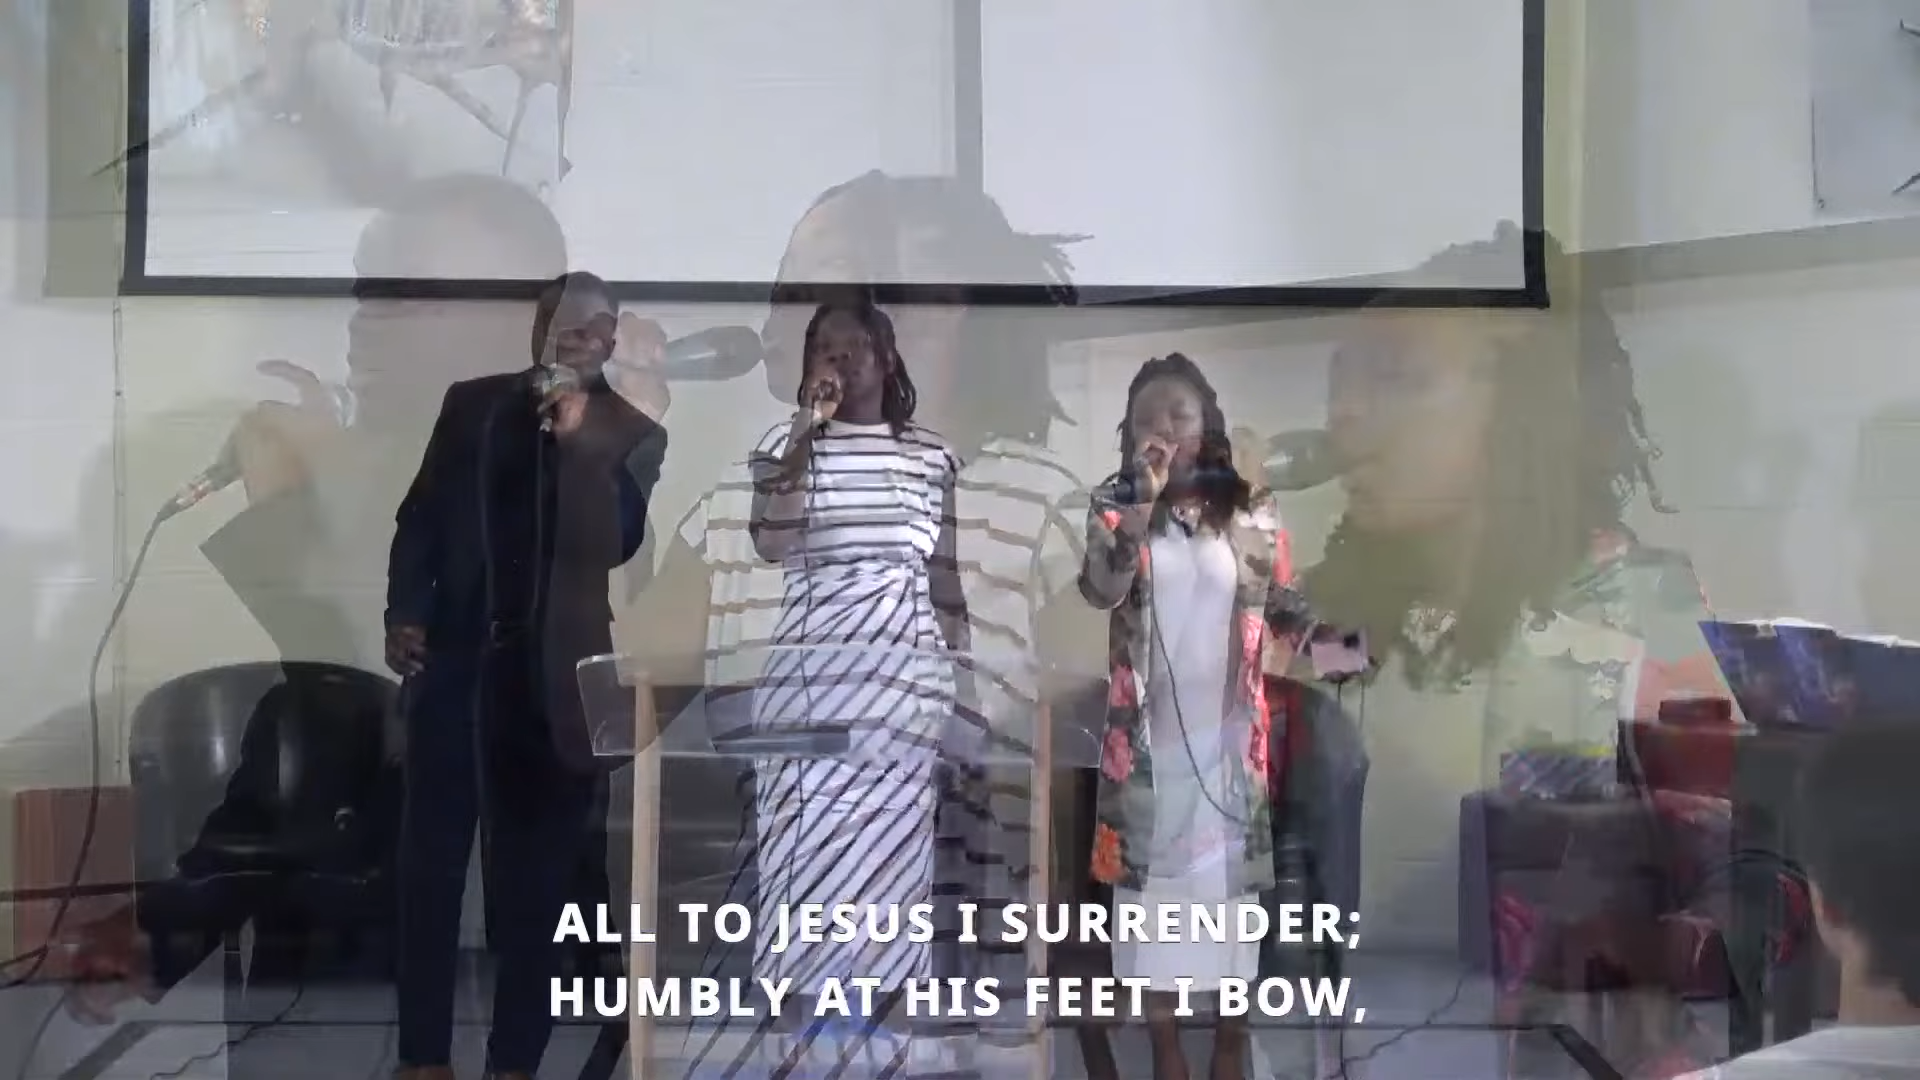 ALL TO JESUS I SURRENDER;
HUMBLY AT HIS FEET I BOW,